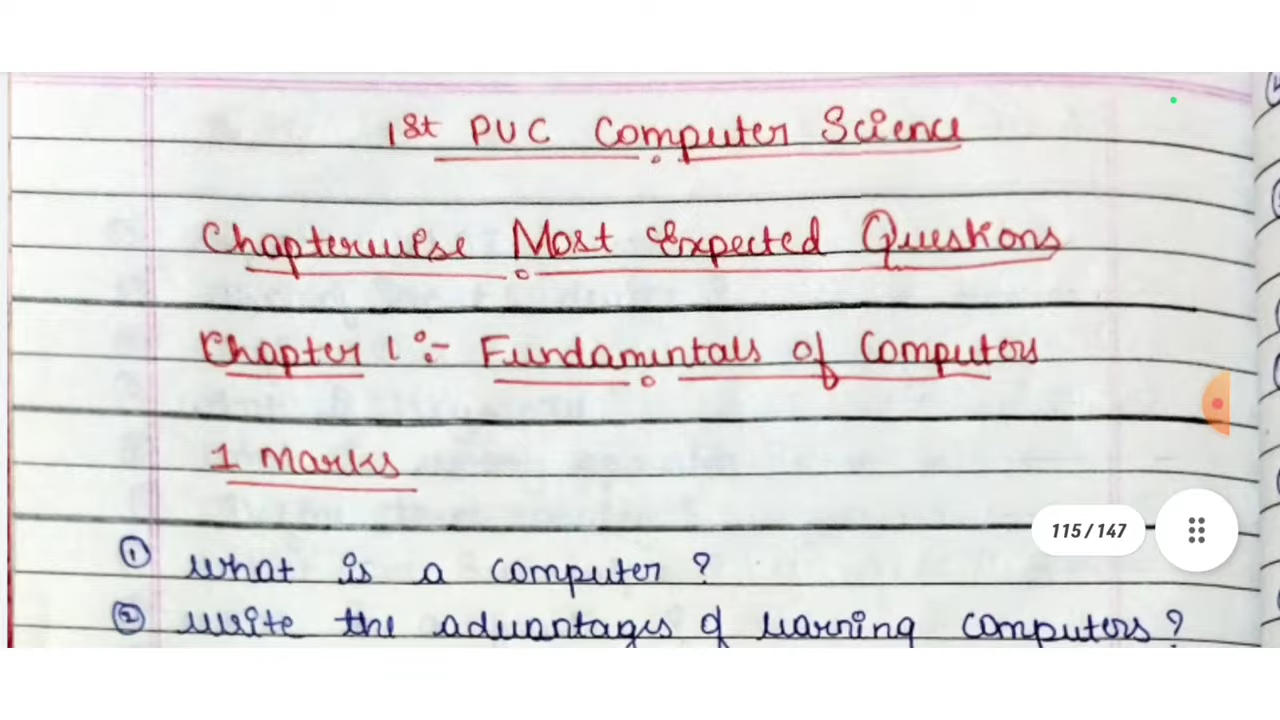 1st PUC Computer Science
Chapterwise Most Expected Questions
Chapter 1 :- Fundamentals of Computers
1 Marks
115/147
① What is a computer ?
② Write the advantages of learning computers ?